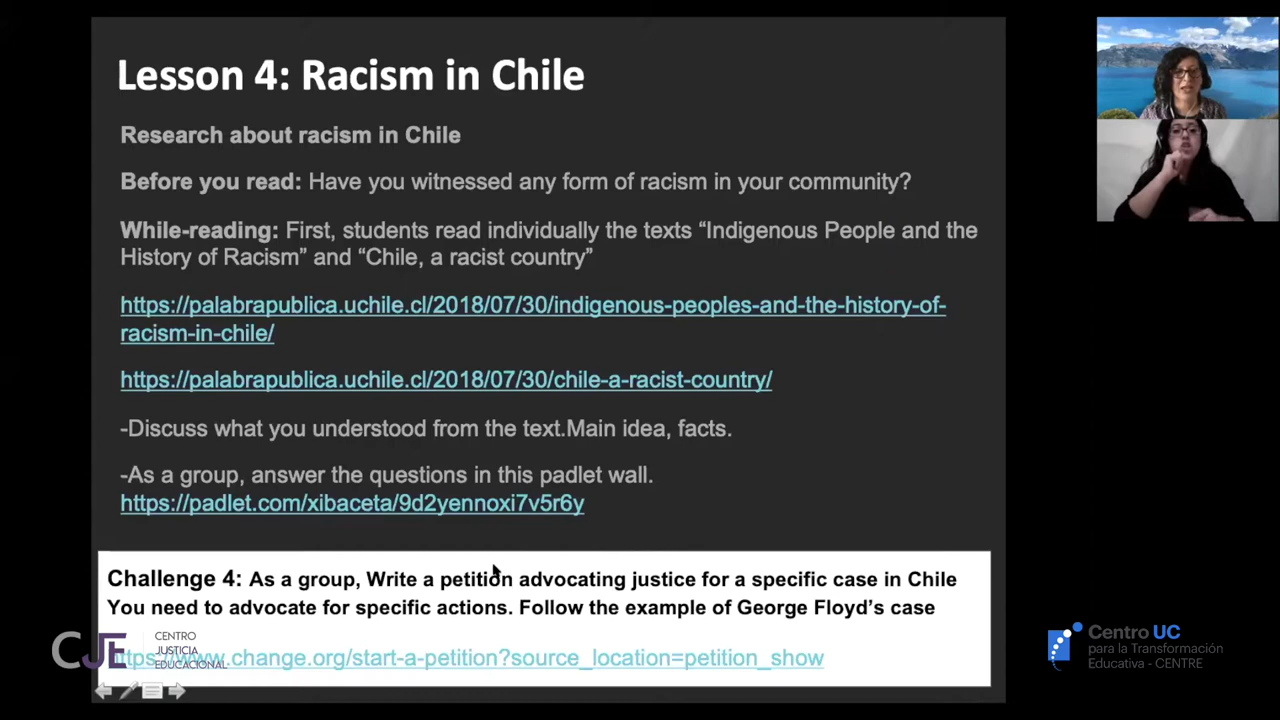 Lesson 4: Racism in Chile
Research about racism in Chile
Before you read: Have you witnessed any form of racism in your community?
While-reading: First, students read individually the texts “Indigenous People and the
History of Racism” and “Chile, a racist country”
https://palabrapublica.uchile.cl/2018/07/30/indigenous-peoples-and-the-history-of-
racism-in-chile/
https://palabrapublica.uchile.cl/2018/07/30/chile-a-racist-country/
-Discuss what you understood from the text.Main idea, facts.
-As a group, answer the questions in this padlet wall.
https://padlet.com/xibaceta/9d2yennoxi7v5r6y
Challenge 4: As a group, Write a petition advocating justice for a specific case in Chile
You need to advocate for specific actions. Follow the example of George Floyd’s case
https://www.change.org/start-a-petition?source_location=petition_show
CJE
CENTRO
JUSTICIA
EDUCACIONAL
Centro UC
para la Transformación
Educativa - CENTRE